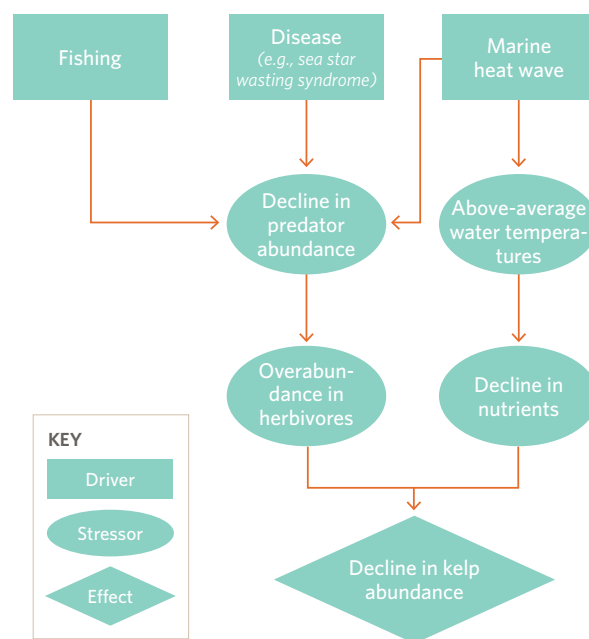 Fishing
Disease
(e.g., sea star
wasting syndrome)
Marine
heat wave
Decline in
predator
abundance
Above-average
water tempera-
tures
Overabun-
dance in
herbivores
Decline in
nutrients
KEY
Driver
Stressor
Effect
Decline in kelp
abundance